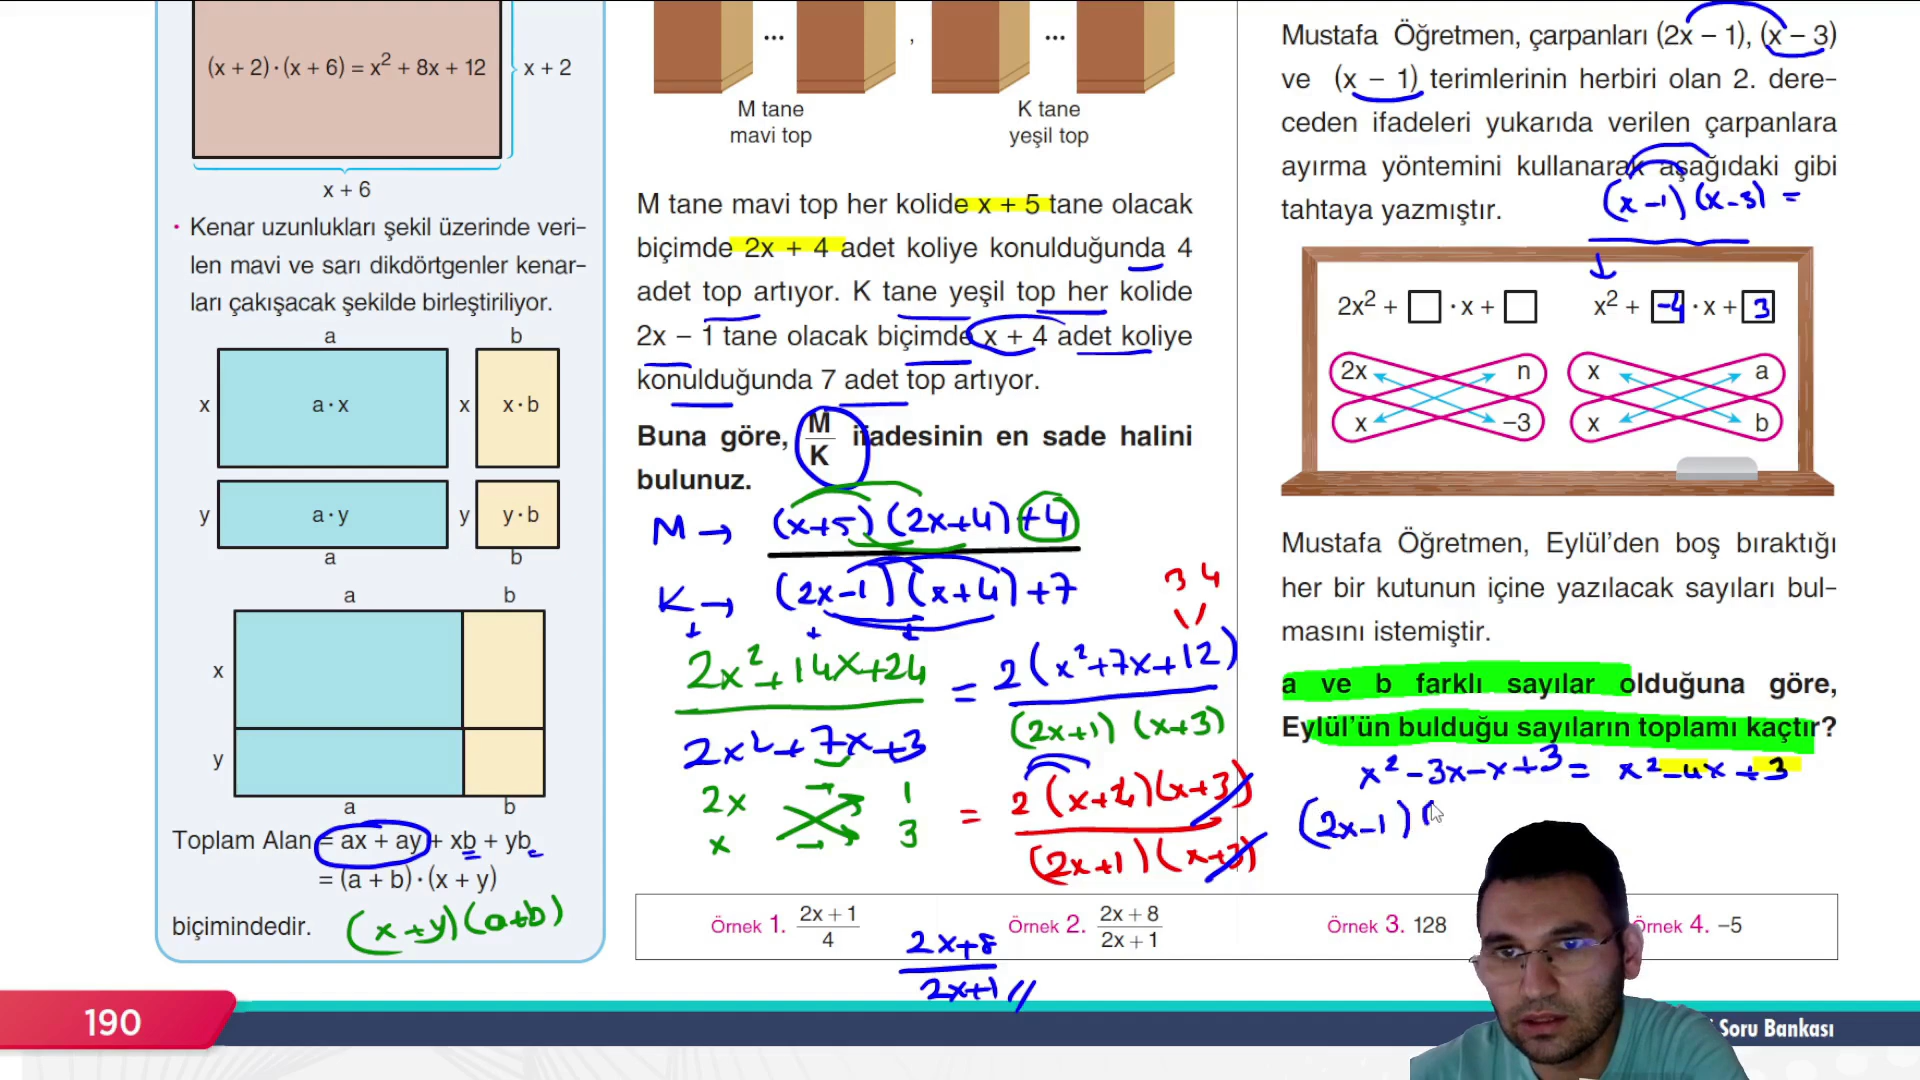 (x + 2)·(x + 6) = x² + 8x + 12
x + 2
x + 6
• Kenar uzunlukları şekil üzerinde veri-
len mavi ve sarı dikdörtgenler kenar-
ları çakışacak şekilde birleştiriliyor.
a b
x a·x x x·b
y a·y y y·b
a b
a b
x
y
a b
Toplam Alan = ax + ay + xb + yb
= (a + b)·(x + y)
biçimindedir. (x+y)(a+b)
190
... , ...
M tane K tane
mavi top yeşil top
M tane mavi top her kolide x + 5 tane olacak
biçimde 2x + 4 adet koliye konulduğunda 4
adet top artıyor. K tane yeşil top her kolide
2x − 1 tane olacak biçimde x + 4 adet koliye
konulduğunda 7 adet top artıyor.
Buna göre, M/K ifadesinin en sade halini
bulunuz.
M → (x+5)(2x+4)+4
K → (2x-1)(x+4)+7
3 4
2x²+14x+24 = 2(x²+7x+12)
2x²+7x+3 (2x+1)(x+3)
2x 1
x 3
= 2(x+4)(x+3)
(2x+1)(x+3)
Mustafa Öğretmen, çarpanları (2x − 1), (x − 3)
ve (x − 1) terimlerinin herbiri olan 2. dere-
ceden ifadeleri yukarıda verilen çarpanlara
ayırma yöntemini kullanarak aşağıdaki gibi
tahtaya yazmıştır. (x-1)(x-3) =
2x² + □ · x + □ x² + -4 · x + 3
2x n x a
x −3 x b
Mustafa Öğretmen, Eylül'den boş bıraktığı
her bir kutunun içine yazılacak sayıları bul-
masını istemiştir.
a ve b farklı sayılar olduğuna göre,
Eylül'ün bulduğu sayıların toplamı kaçtır?
x²-3x-x+3 = x²-4x+3
(2x-1)(
Örnek 1. 2x + 1 / 4 Örnek 2. 2x + 8 / 2x + 1 Örnek 3. 128 Örnek 4. −5
2x+8
2x+1 //
Soru Bankası